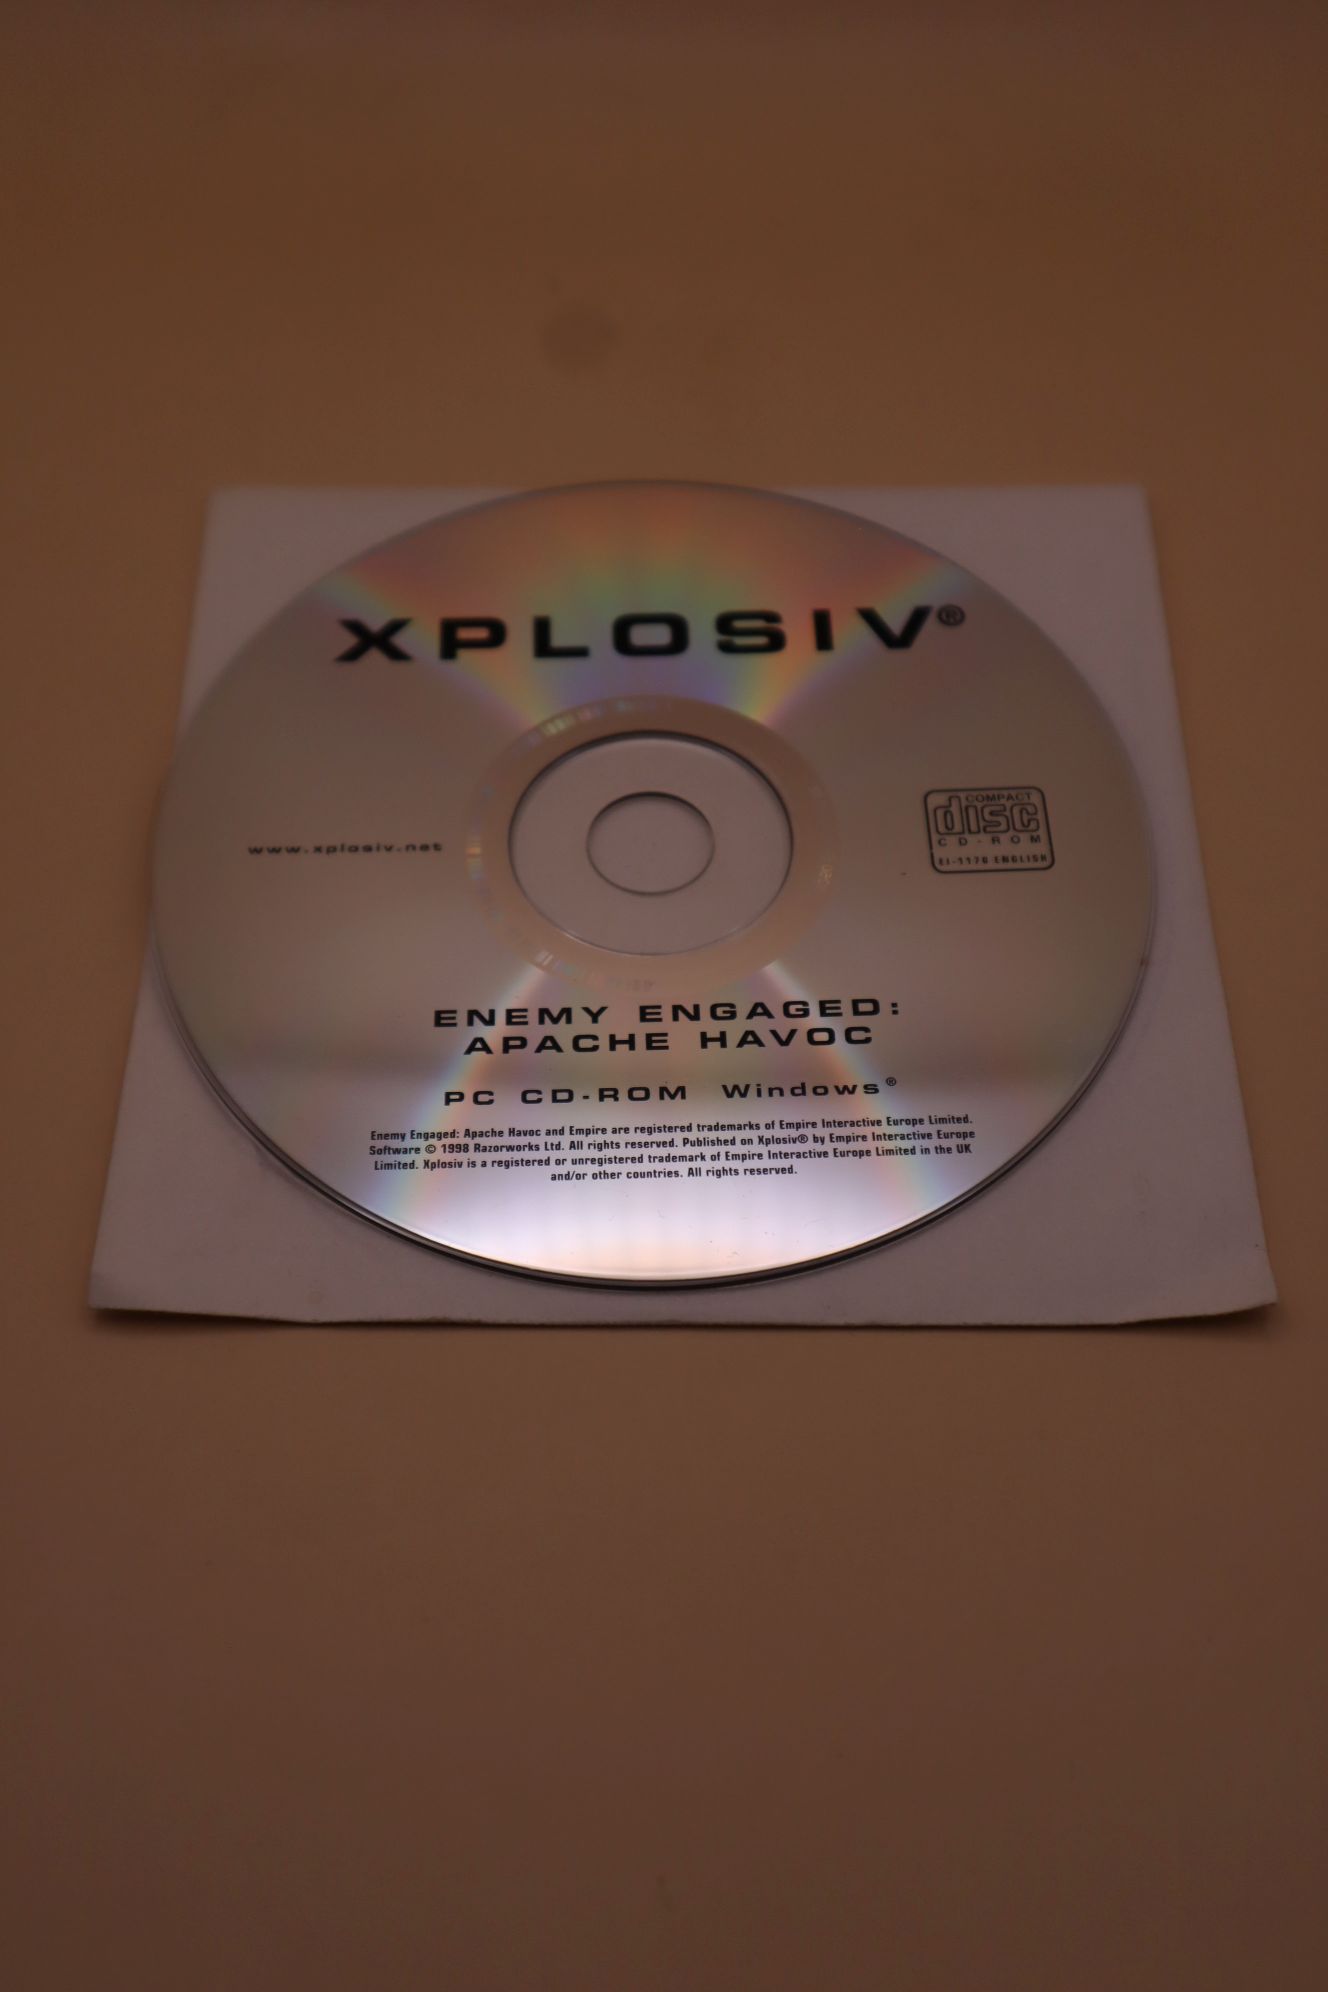 XPLOSIV®
www.xplosiv.net
COMPACT
disc
CD-ROM
EI-1170 ENGLISH
ENEMY ENGAGED:
APACHE HAVOC
PC CD-ROM Windows®
Enemy Engaged: Apache Havoc and Empire are registered trademarks of Empire Interactive Europe Limited.
Software © 1998 Razorworks Ltd. All rights reserved. Published on Xplosiv® by Empire Interactive Europe
Limited. Xplosiv is a registered or unregistered trademark of Empire Interactive Europe Limited in the UK
and/or other countries. All rights reserved.